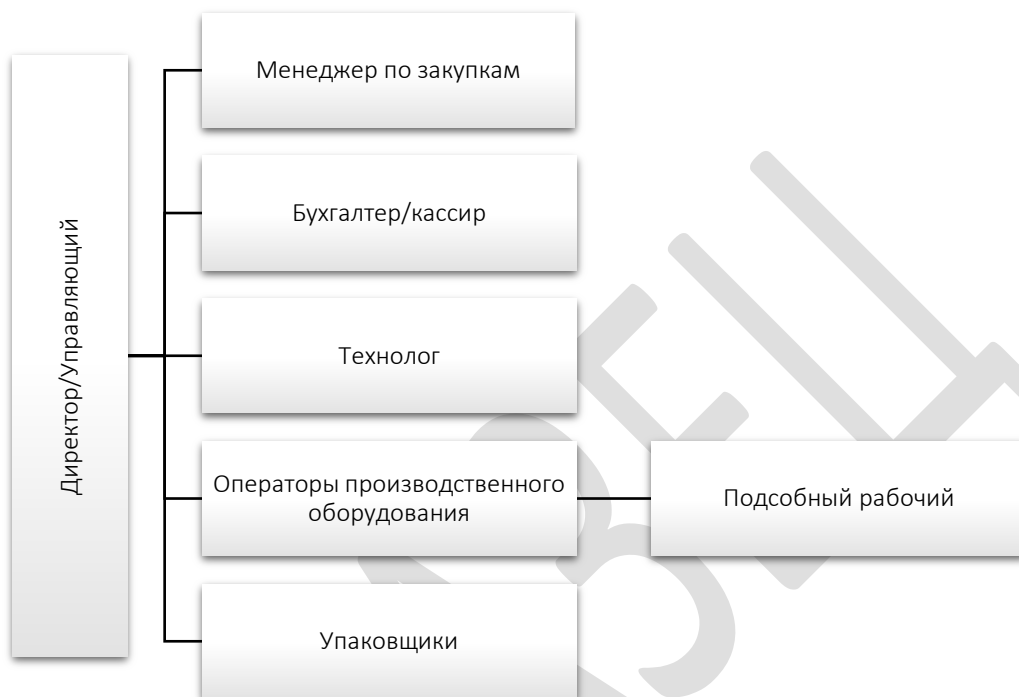 Директор/Управляющий
Менеджер по закупкам
Бухгалтер/кассир
Технолог
Операторы производственного
оборудования
Подсобный рабочий
Упаковщики